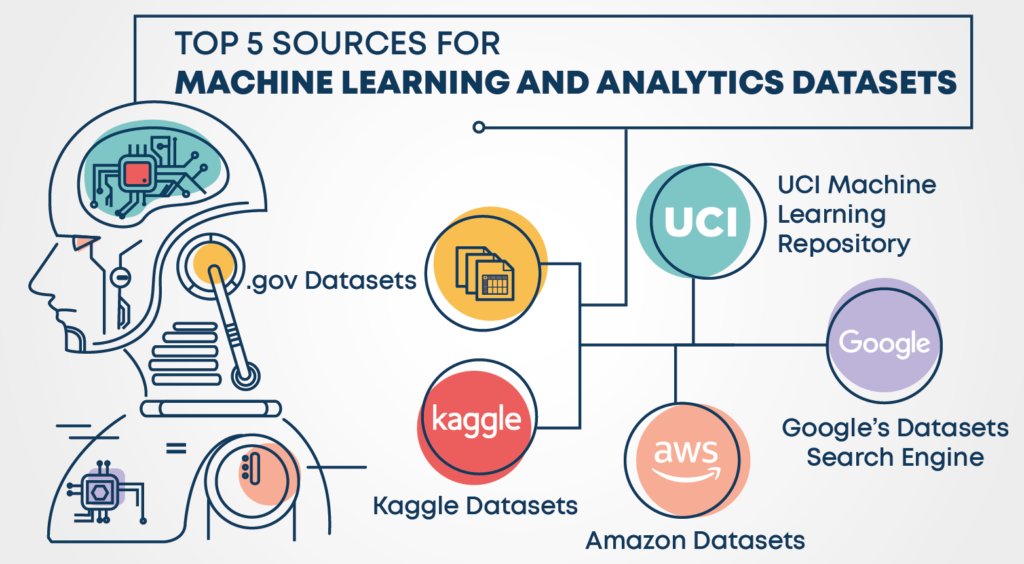 TOP 5 SOURCES FOR
MACHINE LEARNING AND ANALYTICS DATASETS
UCI
UCI Machine
Learning
Repository
.gov Datasets
Google
kaggle
Google's Datasets
Search Engine
aws
Kaggle Datasets
Amazon Datasets